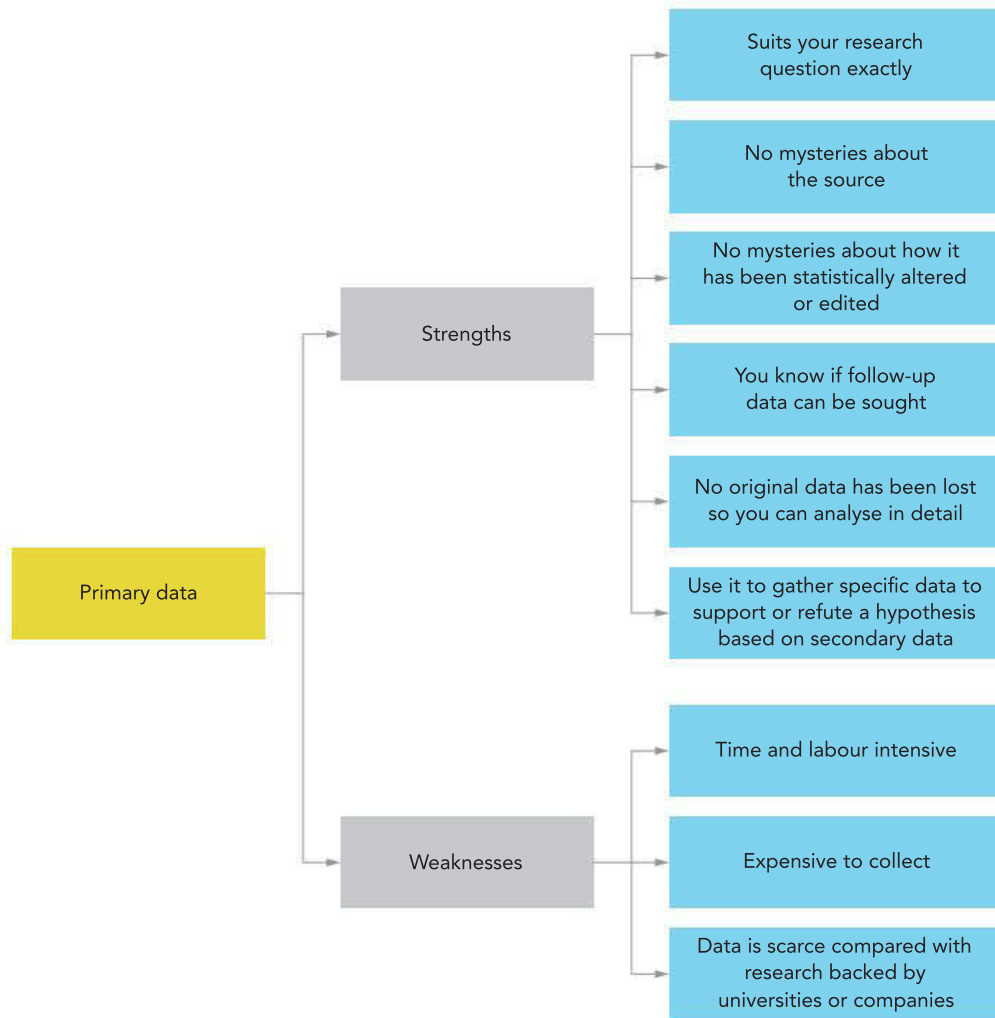 Suits your research
question exactly
No mysteries about
the source
No mysteries about how it
has been statistically altered
or edited
Strengths
You know if follow-up
data can be sought
No original data has been lost
so you can analyse in detail
Primary data
Use it to gather specific data to
support or refute a hypothesis
based on secondary data
Time and labour intensive
Weaknesses
Expensive to collect
Data is scarce compared with
research backed by
universities or companies